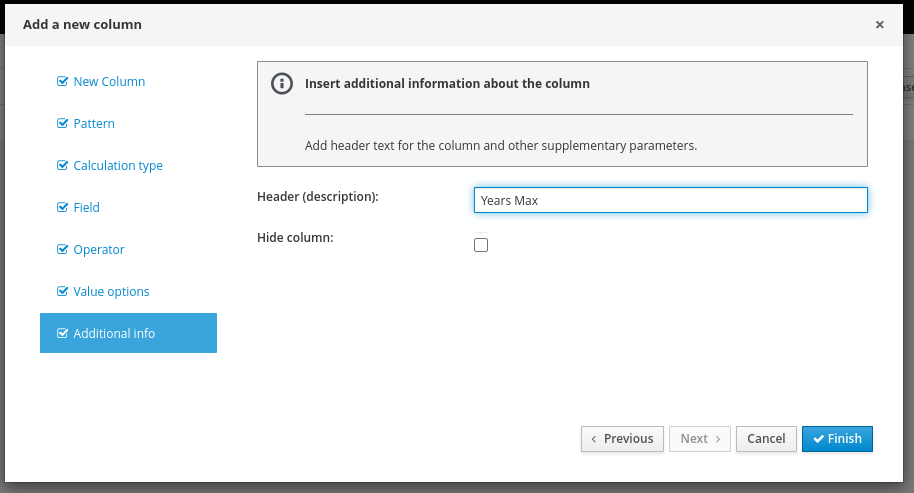 Add a new column ×
New Column
Pattern
Calculation type
Field
Operator
Value options
Additional info
Insert additional information about the column
Add header text for the column and other supplementary parameters.
Header (description): Years Max
Hide column:
Previous Next Cancel Finish